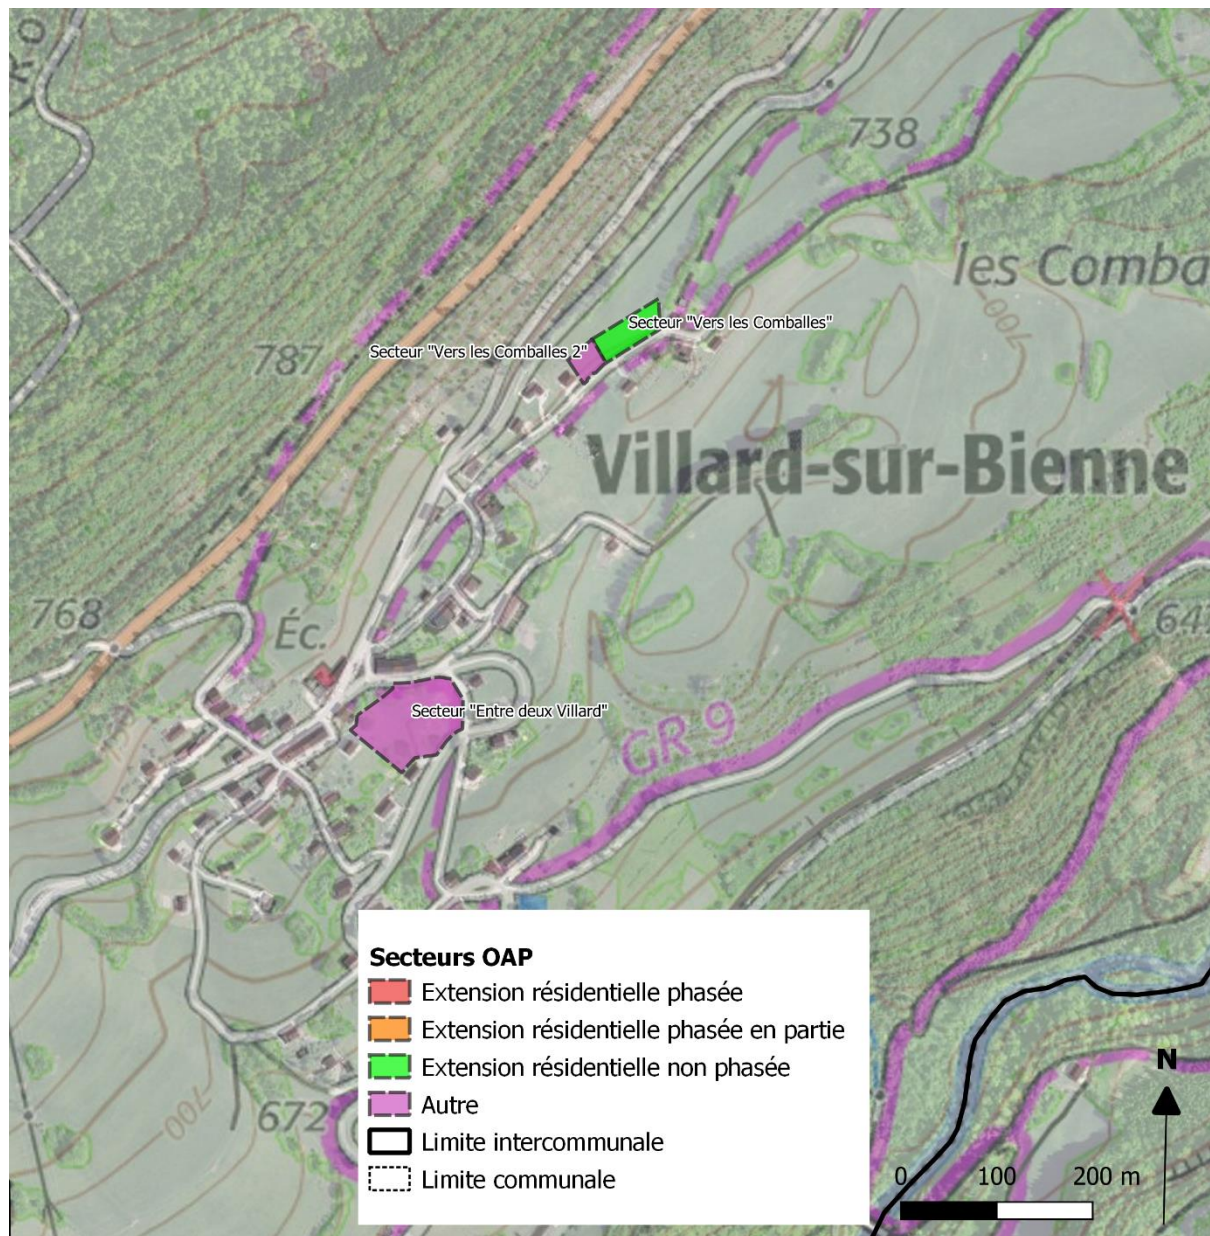 738
les Comba
700
Secteur "Vers les Comballes"
Secteur "Vers les Comballes 2"
787
Villard-sur-Bienne
768
Éc.
64
Secteur "Entre deux Villard"
GR 9
Secteurs OAP
Extension résidentielle phasée
Extension résidentielle phasée en partie
Extension résidentielle non phasée
Autre
Limite intercommunale
Limite communale
700
672
N
0 100 200 m